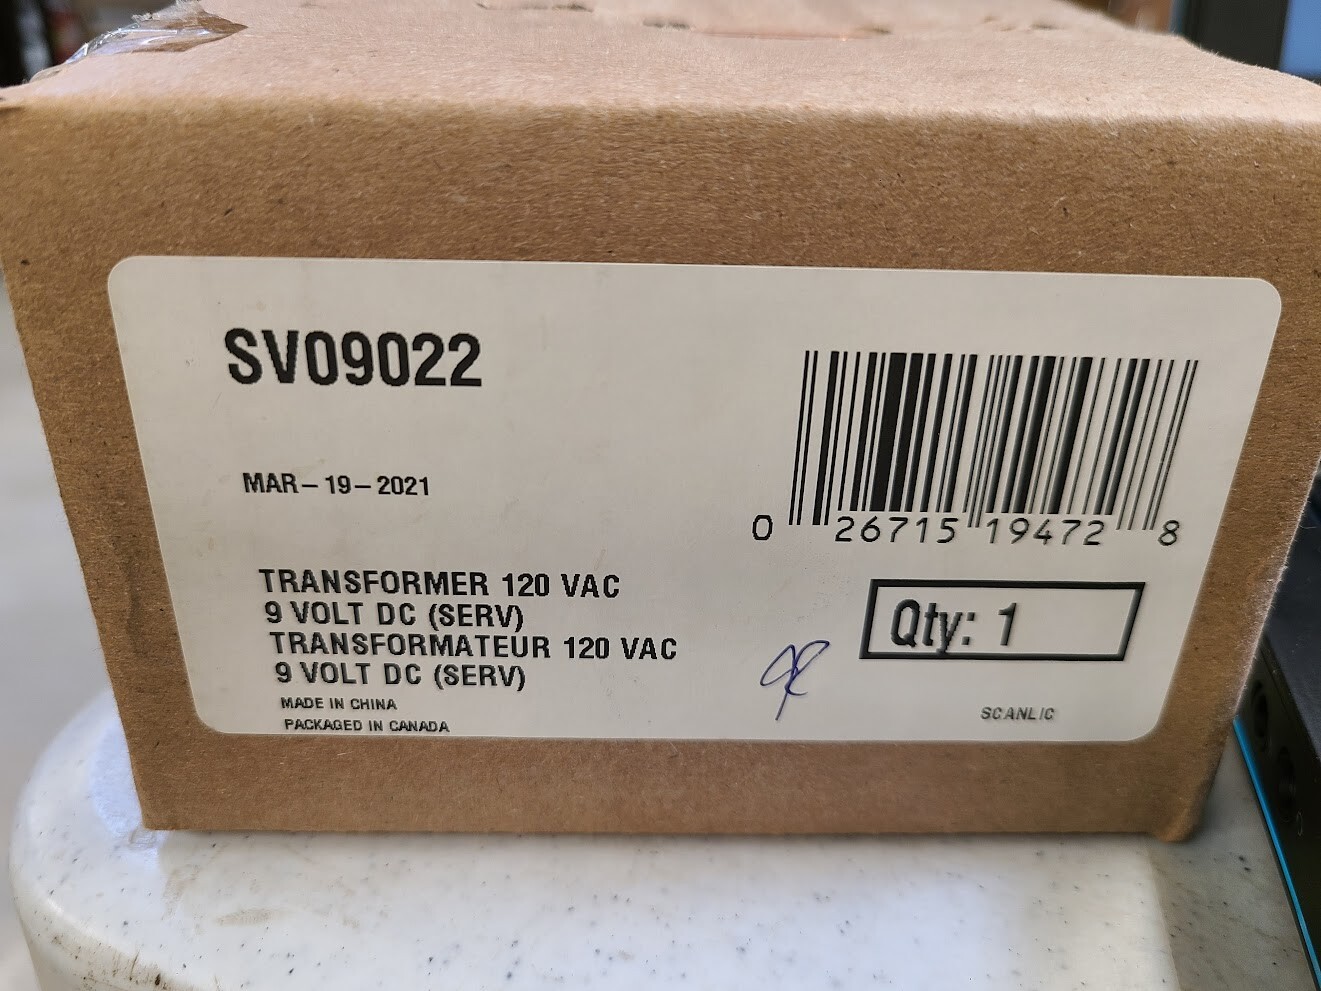 SV09022
MAR-19-2021
0 26715 19472 8
TRANSFORMER 120 VAC
9 VOLT DC (SERV)
TRANSFORMATEUR 120 VAC
9 VOLT DC (SERV)
MADE IN CHINA
PACKAGED IN CANADA
Qty: 1
SCANLIC